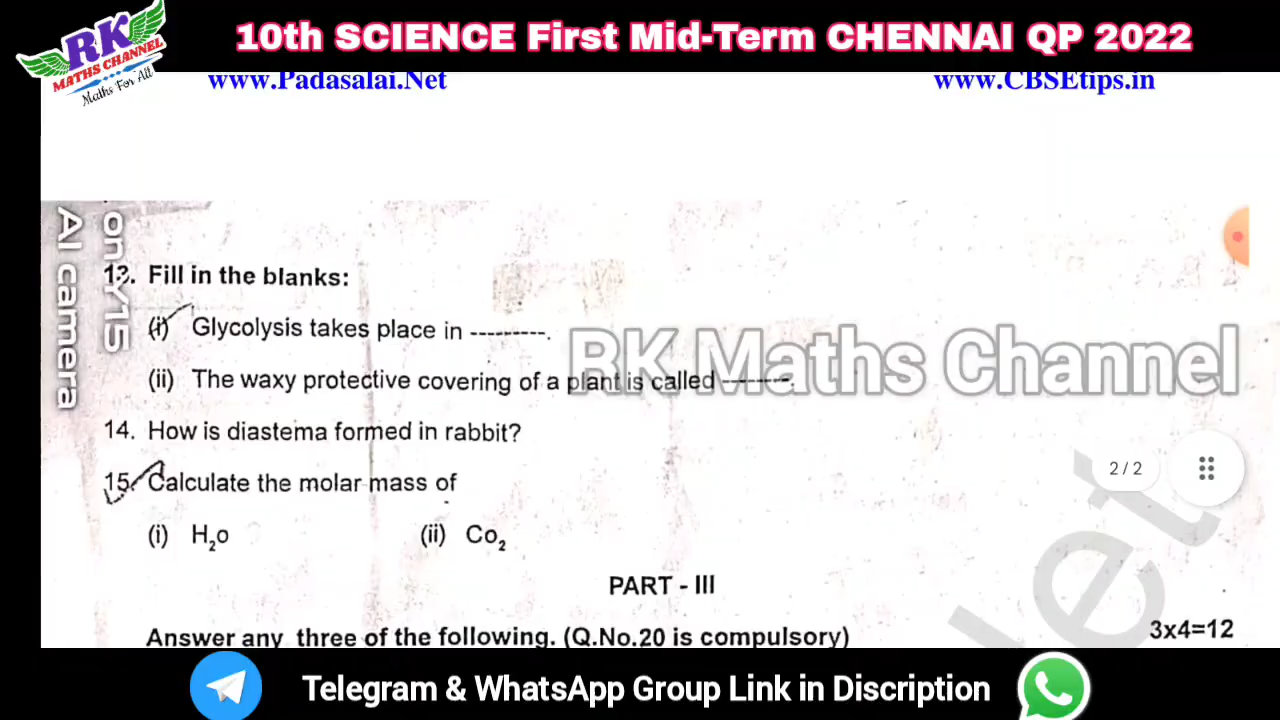 RK
MATHS CHANNEL
Maths For All
10th SCIENCE First Mid-Term CHENNAI QP 2022
www.Padasalai.Net www.CBSEtips.in
on Y15
AI camera
13. Fill in the blanks:
(i) Glycolysis takes place in ---------.
(ii) The waxy protective covering of a plant is called --------.
RK Maths Channel
14. How is diastema formed in rabbit?
15. Calculate the molar mass of
2 / 2
(i) H₂o (ii) Co₂
PART - III
Answer any three of the following. (Q.No.20 is compulsory) 3x4=12
Telegram & WhatsApp Group Link in Discription